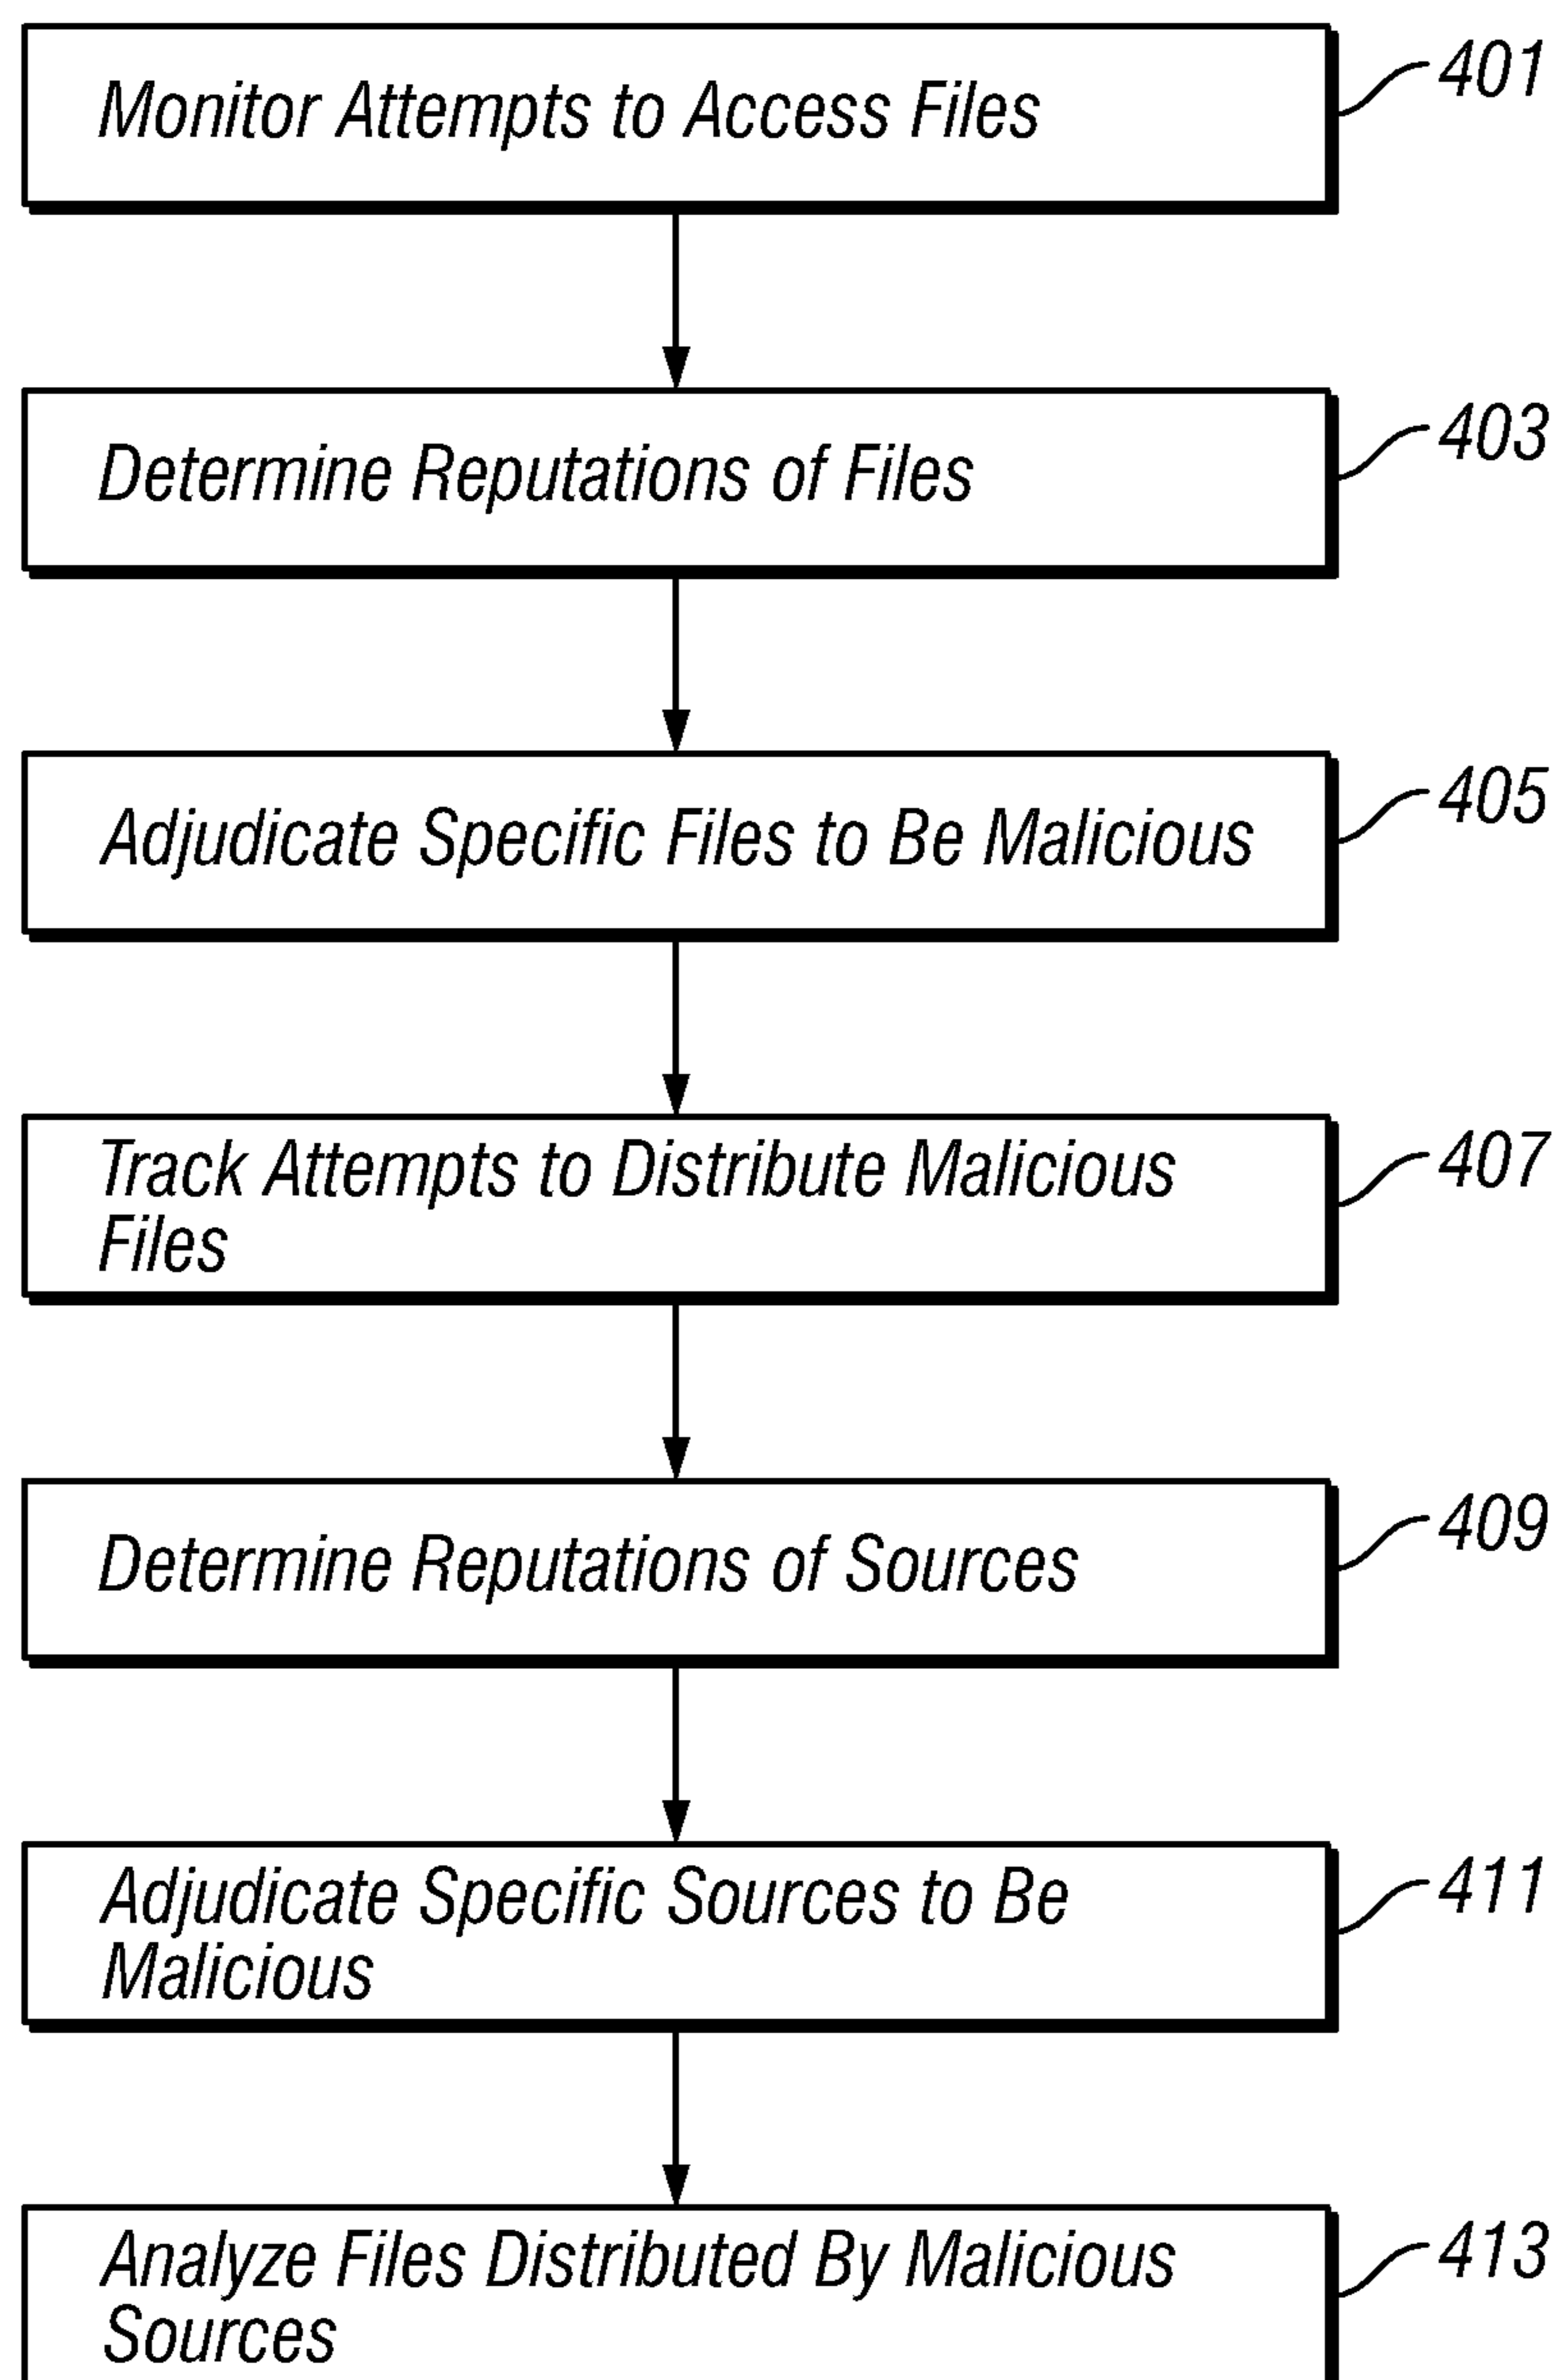 Monitor Attempts to Access Files
401
Determine Reputations of Files
403
Adjudicate Specific Files to Be Malicious
405
Track Attempts to Distribute Malicious
Files
407
Determine Reputations of Sources
409
Adjudicate Specific Sources to Be
Malicious
411
Analyze Files Distributed By Malicious
Sources
413